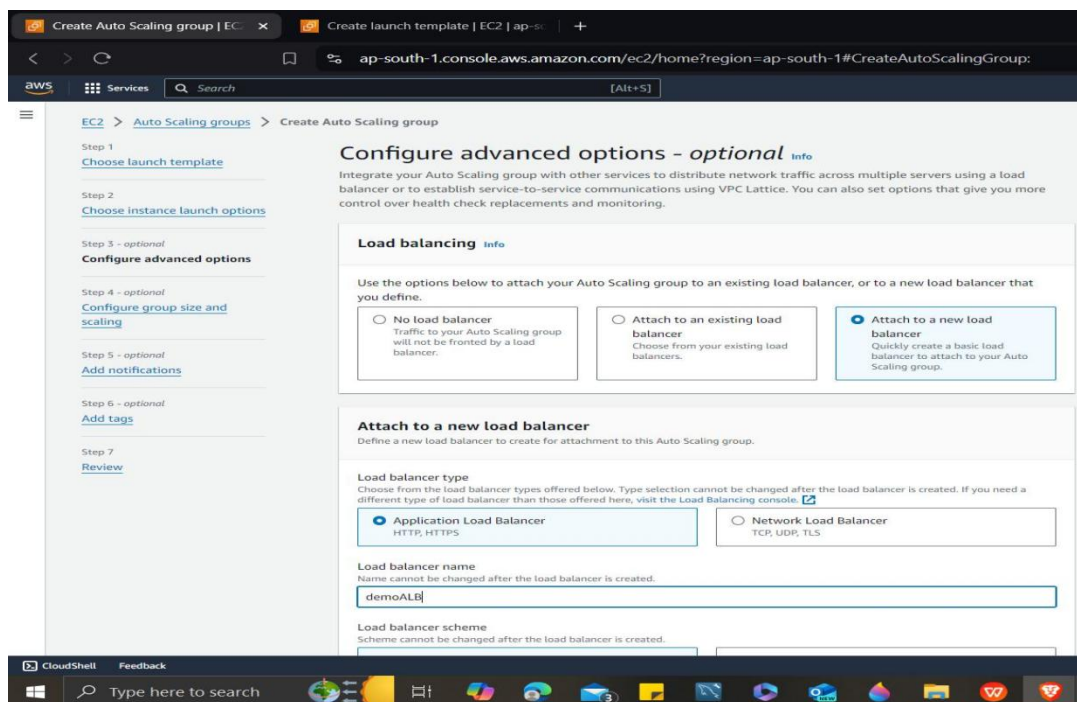 Create Auto Scaling group | EC
Create launch template | EC2 | ap-so
ap-south-1.console.aws.amazon.com/ec2/home?region=ap-south-1#CreateAutoScalingGroup:
aws
Services
Search
[Alt+S]
EC2 > Auto Scaling groups > Create Auto Scaling group
Step 1
Choose launch template
Step 2
Choose instance launch options
Step 3 - optional
Configure advanced options
Step 4 - optional
Configure group size and
scaling
Step 5 - optional
Add notifications
Step 6 - optional
Add tags
Step 7
Review
Configure advanced options - optional Info
Integrate your Auto Scaling group with other services to distribute network traffic across multiple servers using a load
balancer or to establish service-to-service communications using VPC Lattice. You can also set options that give you more
control over health check replacements and monitoring.
Load balancing Info
Use the options below to attach your Auto Scaling group to an existing load balancer, or to a new load balancer that
you define.
No load balancer
Traffic to your Auto Scaling group
will not be fronted by a load
balancer.
Attach to an existing load
balancer
Choose from your existing load
balancers.
Attach to a new load
balancer
Quickly create a basic load
balancer to attach to your Auto
Scaling group.
Attach to a new load balancer
Define a new load balancer to create for attachment to this Auto Scaling group.
Load balancer type
Choose from the load balancer types offered below. Type selection cannot be changed after the load balancer is created. If you need a
different type of load balancer than those offered here, visit the Load Balancing console.
Application Load Balancer
HTTP, HTTPS
Network Load Balancer
TCP, UDP, TLS
Load balancer name
Name cannot be changed after the load balancer is created.
demoALB
Load balancer scheme
Scheme cannot be changed after the load balancer is created.
CloudShell
Feedback
Type here to search
3
NEW